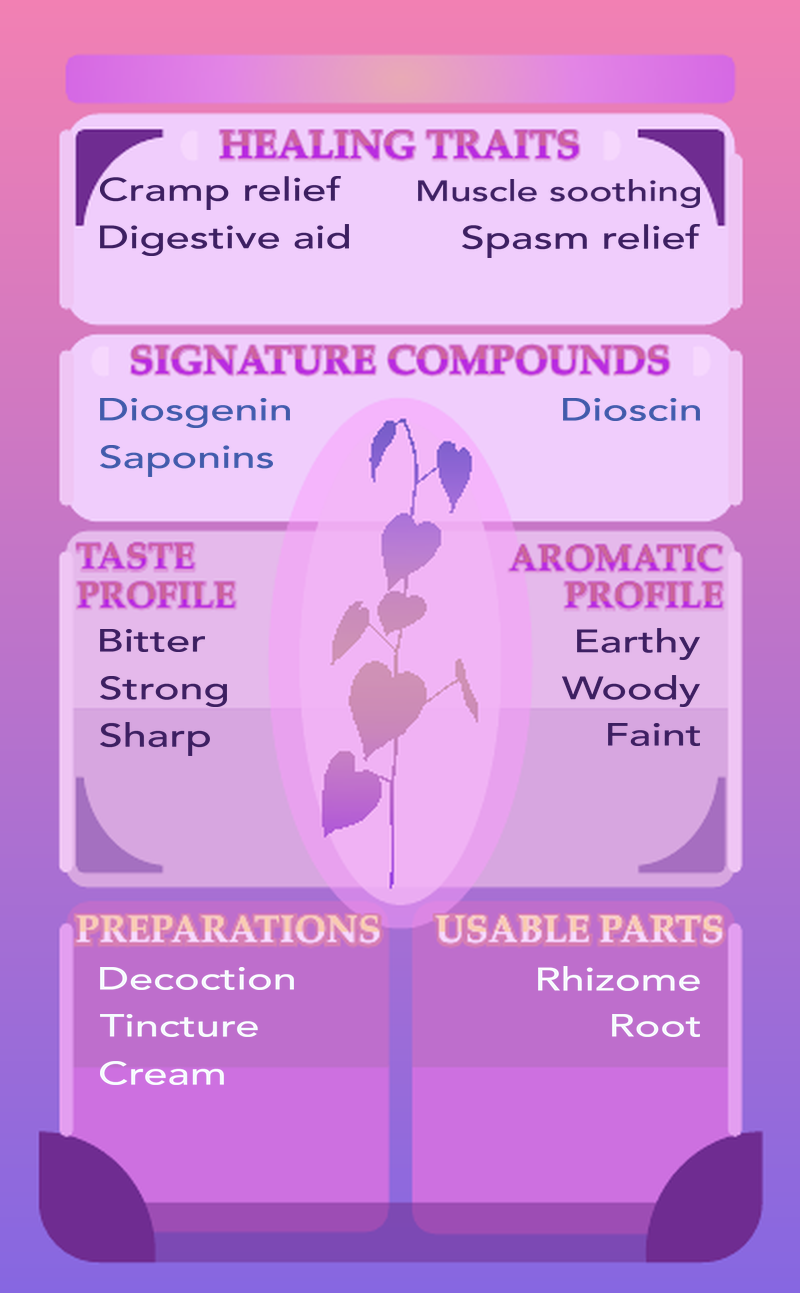 HEALING TRAITS
Cramp relief
Muscle soothing
Digestive aid
Spasm relief
SIGNATURE COMPOUNDS
Diosgenin
Dioscin
Saponins
TASTE
PROFILE
Bitter
Strong
Sharp
AROMATIC
PROFILE
Earthy
Woody
Faint
PREPARATIONS
Decoction
Tincture
Cream
USABLE PARTS
Rhizome
Root